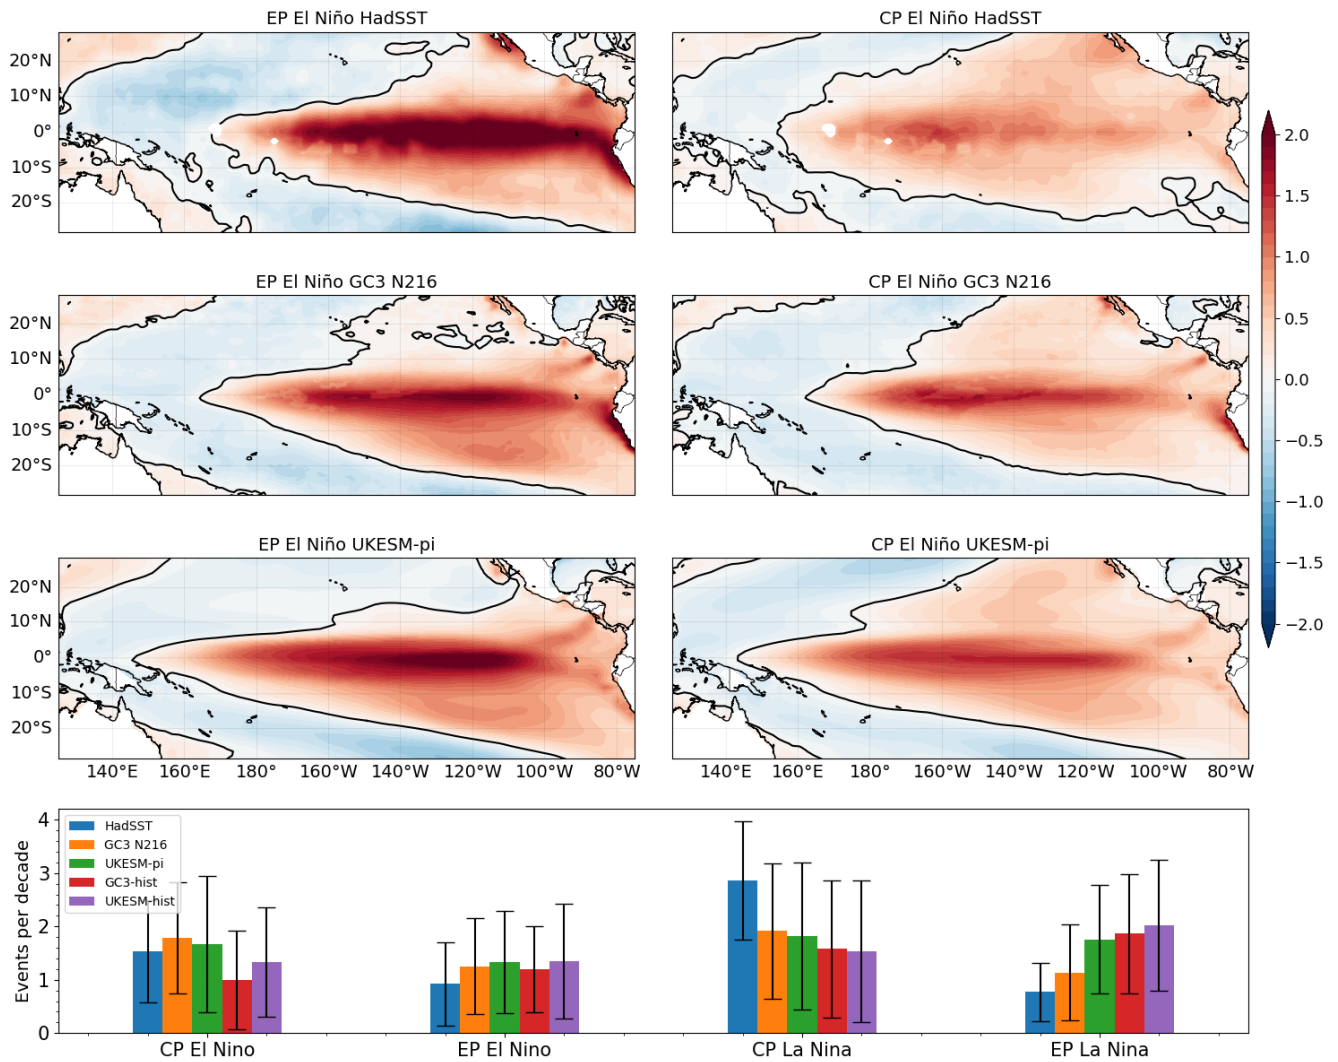 EP El Niño HadSST
CP El Niño HadSST
20°N
10°N
0°
10°S
20°S
EP El Niño GC3 N216
CP El Niño GC3 N216
20°N
10°N
0°
10°S
20°S
EP El Niño UKESM-pi
CP El Niño UKESM-pi
20°N
10°N
0°
10°S
20°S
140°E 160°E 180° 160°W 140°W 120°W 100°W 80°W
140°E 160°E 180° 160°W 140°W 120°W 100°W 80°W
2.0
1.5
1.0
0.5
0.0
−0.5
−1.0
−1.5
−2.0
Events per decade
4
3
2
1
0
HadSST
GC3 N216
UKESM-pi
GC3-hist
UKESM-hist
CP El Nino
EP El Nino
CP La Nina
EP La Nina